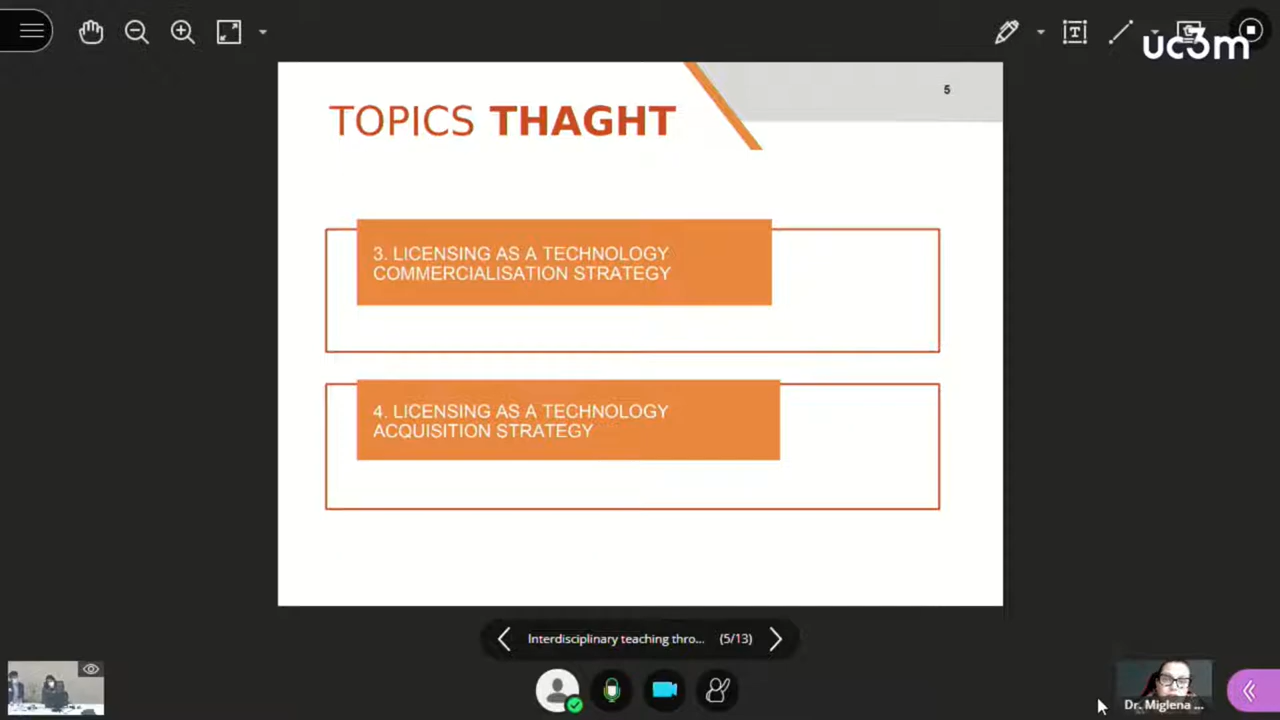 uc3m
5
TOPICS THAGHT
3. LICENSING AS A TECHNOLOGY
COMMERCIALISATION STRATEGY
4. LICENSING AS A TECHNOLOGY
ACQUISITION STRATEGY
Interdisciplinary teaching thro... (5/13)
Dr. Miglena ...